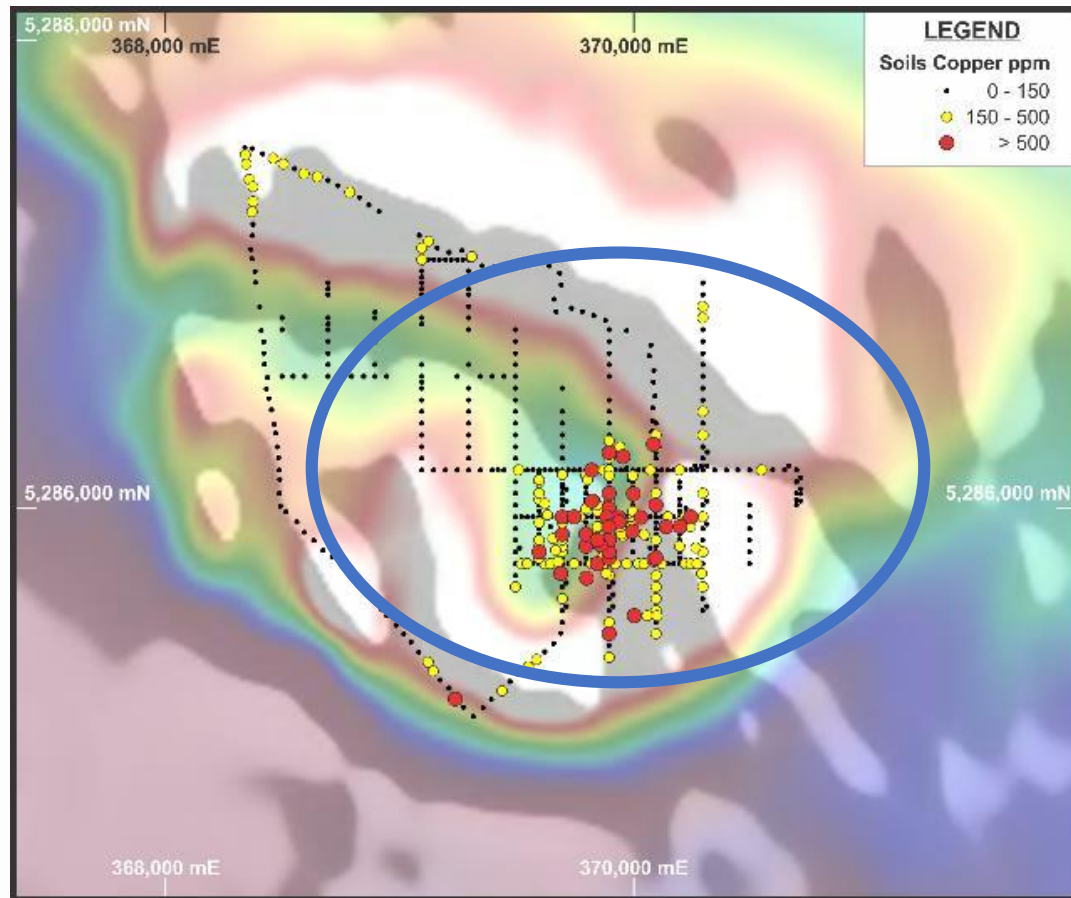 5,288,000 mN
368,000 mE
370,000 mE
LEGEND
Soils Copper ppm
0 - 150
150 - 500
> 500
5,286,000 mN
5,286,000 mN
368,000 mE
370,000 mE